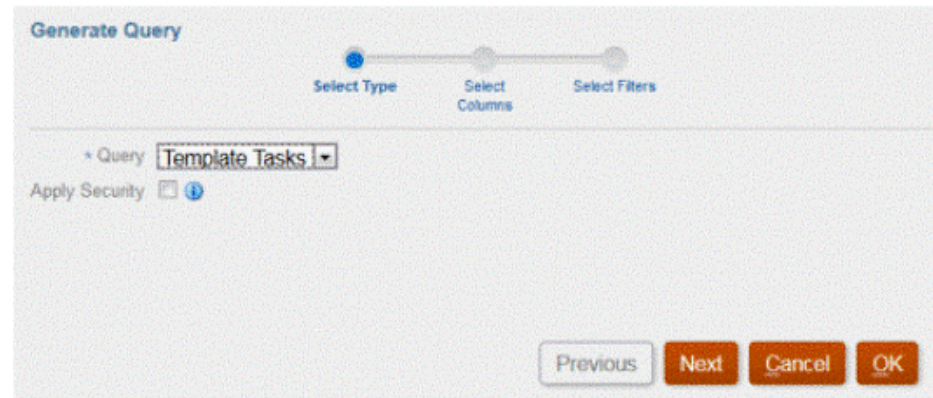 Generate Query
Select Type
Select Columns
Select Filters
* Query Template Tasks
Apply Security
Previous Next Cancel OK